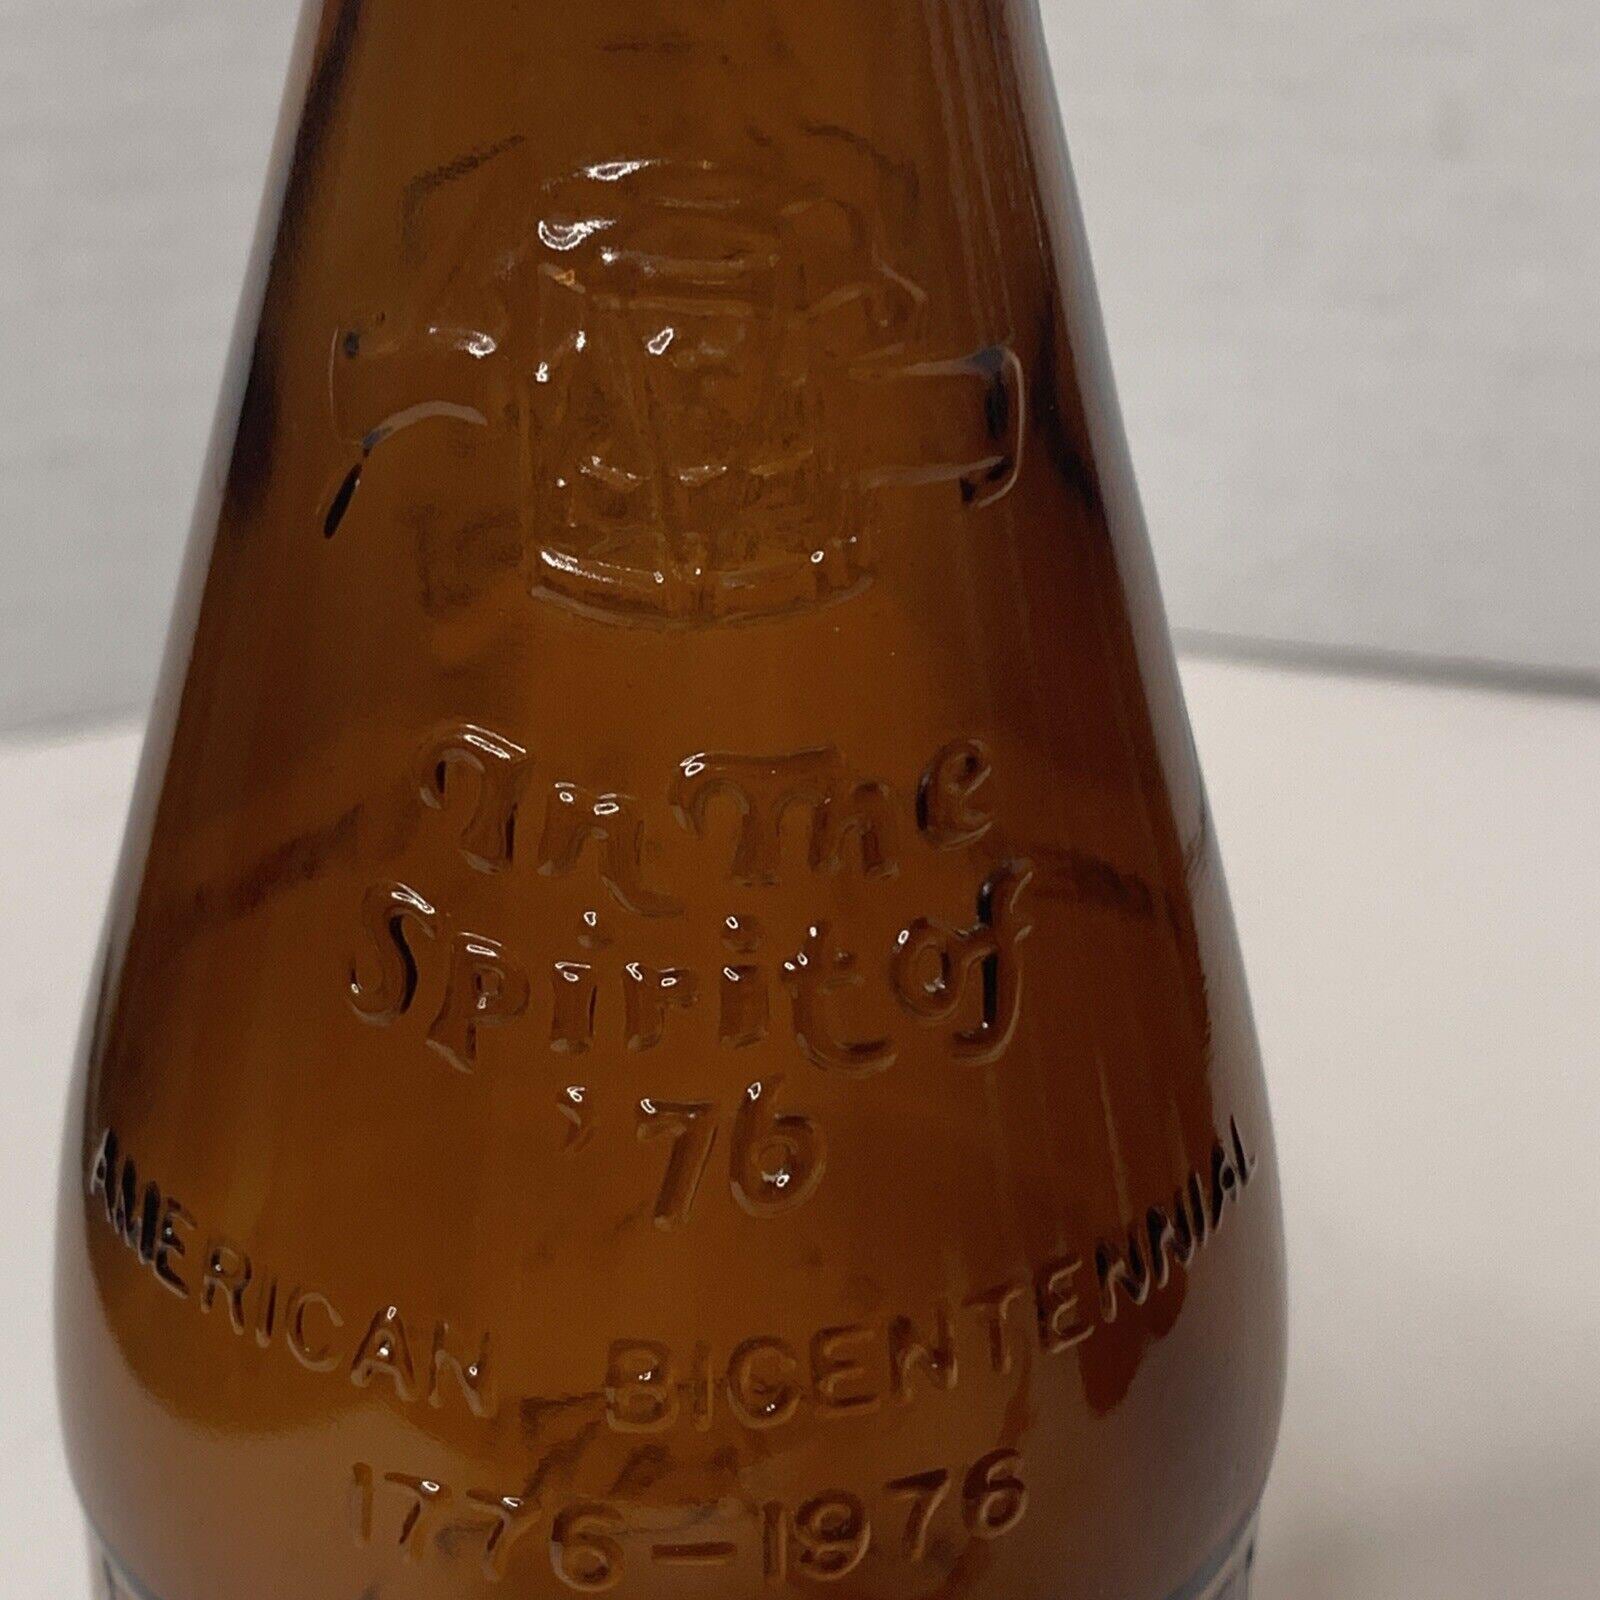 In The
Spirit of
'76
AMERICAN BICENTENNIAL
1776-1976